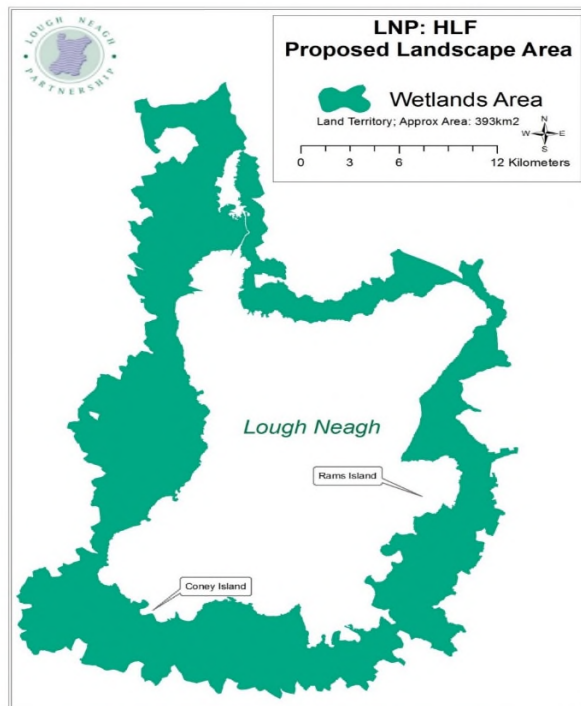 LOUGH NEAGH
PARTNERSHIP
LNP: HLF
Proposed Landscape Area
Wetlands Area
Land Territory; Approx Area: 393km2
N
W E
S
0 3 6 12 Kilometers
Lough Neagh
Rams Island
Coney Island